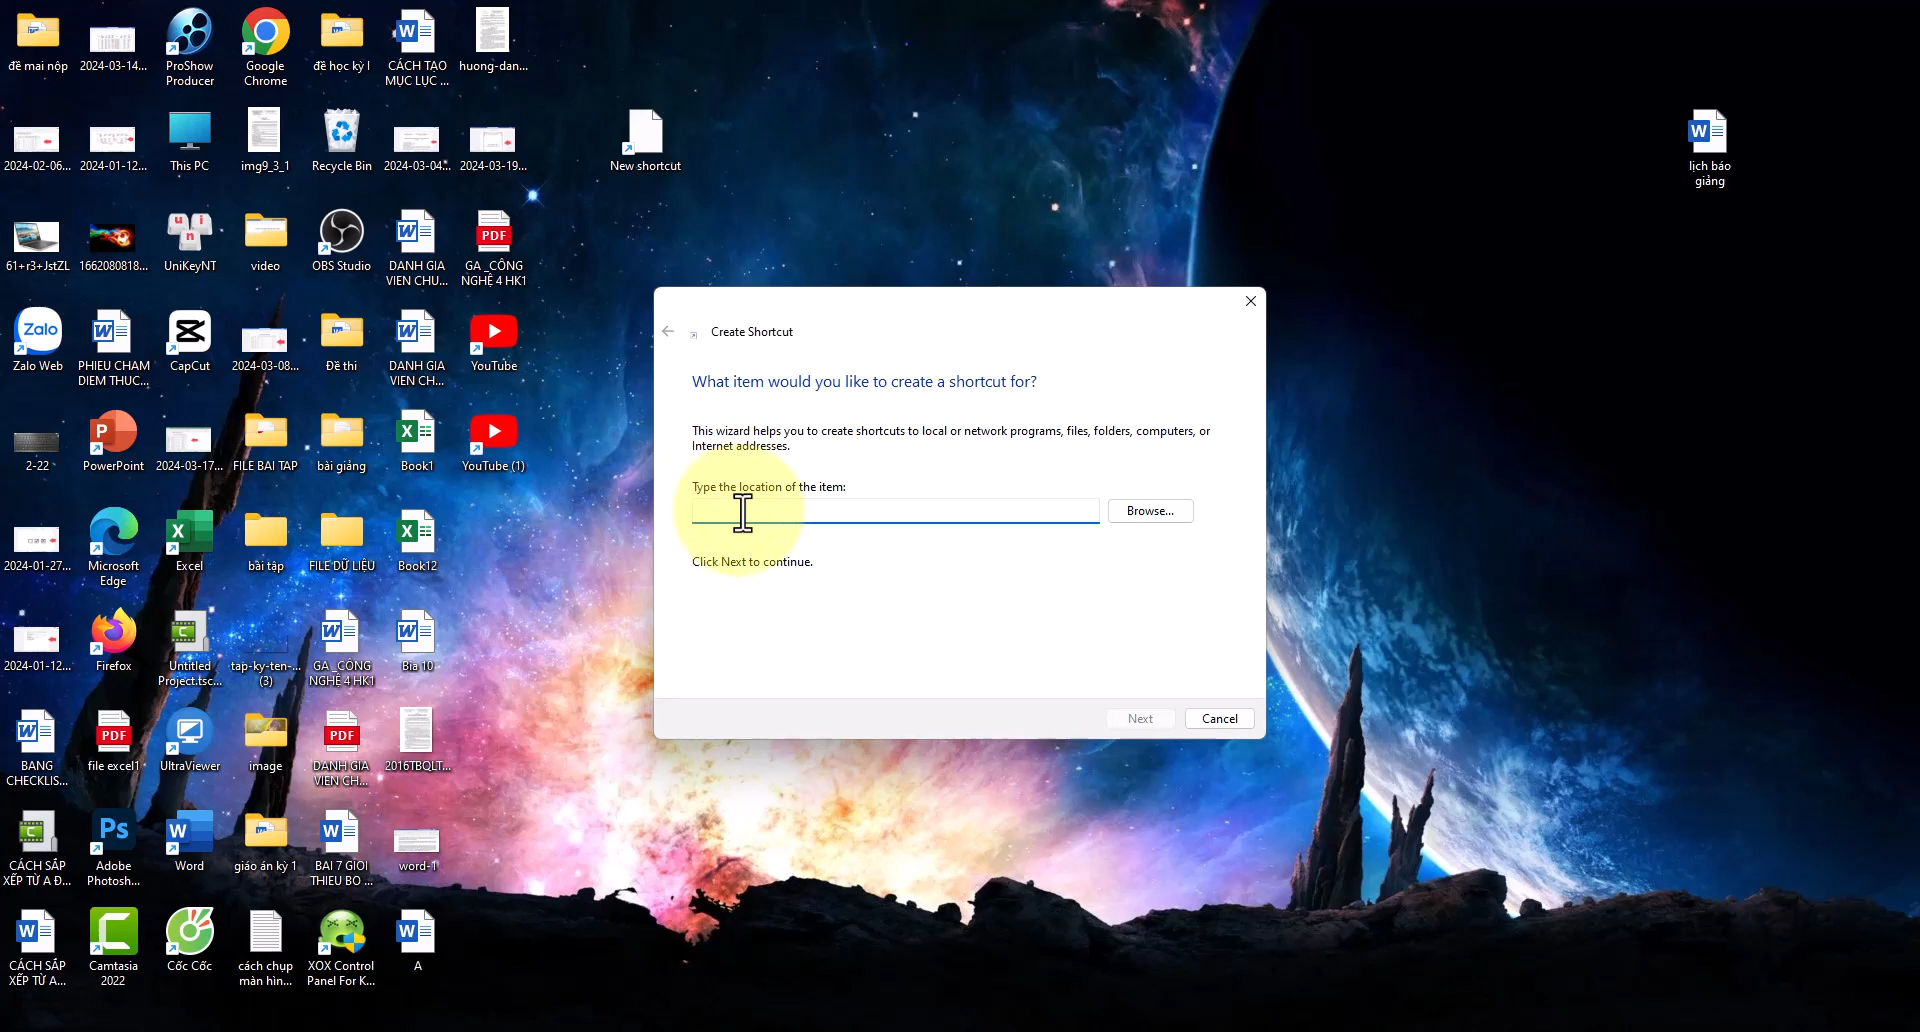 đề mai nộp
2024-03-14...
ProShow
Producer
Google
Chrome
đề học kỳ I
CÁCH TẠO
MỤC LỤC ...
huong-dan...
2024-02-06...
2024-01-12...
This PC
img9_3_1
Recycle Bin
2024-03-04...
2024-03-19...
New shortcut
lịch báo
giảng
61+r3+JstZL
1662080818...
u i
n
UniKeyNT
video
OBS Studio
DANH GIA
VIEN CHU...
PDF
GA _CÔNG
NGHỆ 4 HK1
Zalo
Zalo Web
PHIEU CHAM
DIEM THUC...
CapCut
2024-03-08...
Đề thi
DANH GIA
VIEN CH...
YouTube
2-22
PowerPoint
2024-03-17...
FILE BAI TAP
bài giảng
Book1
YouTube (1)
2024-01-27...
Microsoft
Edge
Excel
bài tập
FILE DỮ LIỆU
Book12
2024-01-12...
Firefox
Untitled
Project.tsc...
tap-ky-ten-...
(3)
GA _CÔNG
NGHỆ 4 HK1
Bia 10
BANG
CHECKLIS...
PDF
file excel1
UltraViewer
image
PDF
DANH GIA
VIEN CH...
2016TBQLT...
CÁCH SẮP
XẾP TỪ A Đ...
Ps
Adobe
Photosh...
Word
giáo án kỳ 1
BAI 7 GIOI
THIEU BO ...
word-1
CÁCH SẮP
XẾP TỪ A...
Camtasia
2022
Cốc Cốc
cách chụp
màn hìn...
XOX Control
Panel For K...
A
Create Shortcut
What item would you like to create a shortcut for?
This wizard helps you to create shortcuts to local or network programs, files, folders, computers, or
Internet addresses.
Type the location of the item:
Browse...
Click Next to continue.
Next
Cancel